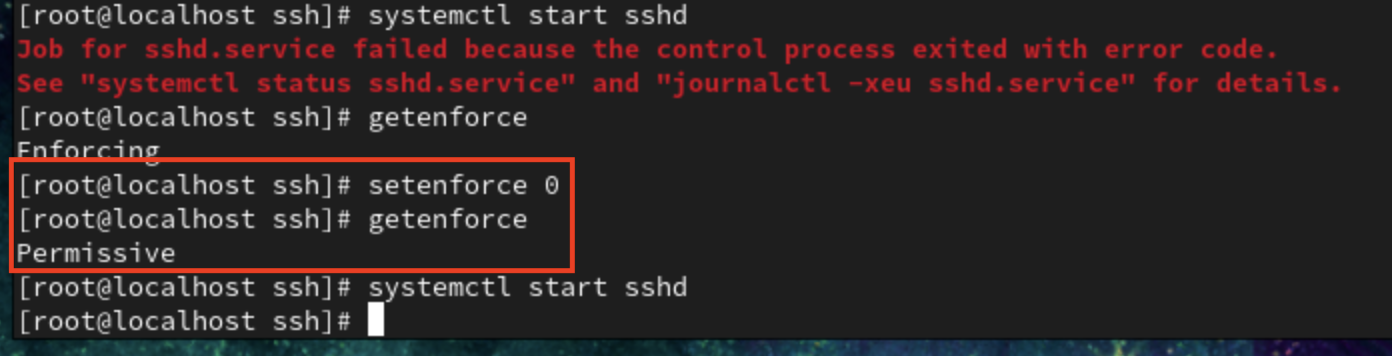 [root@localhost ssh]# systemctl start sshd
Job for sshd.service failed because the control process exited with error code.
See "systemctl status sshd.service" and "journalctl -xeu sshd.service" for details.
[root@localhost ssh]# getenforce
Enforcing
[root@localhost ssh]# setenforce 0
[root@localhost ssh]# getenforce
Permissive
[root@localhost ssh]# systemctl start sshd
[root@localhost ssh]#